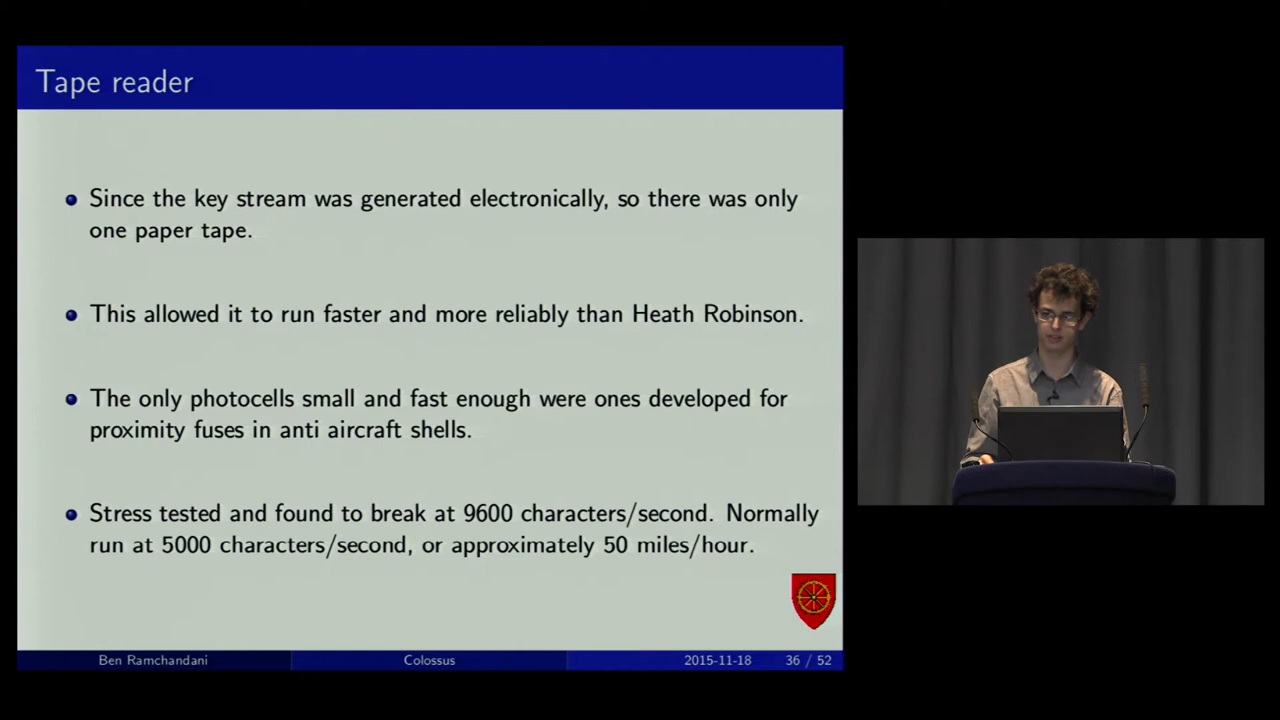 Tape reader
Since the key stream was generated electronically, so there was only
one paper tape.
This allowed it to run faster and more reliably than Heath Robinson.
The only photocells small and fast enough were ones developed for
proximity fuses in anti aircraft shells.
Stress tested and found to break at 9600 characters/second. Normally
run at 5000 characters/second, or approximately 50 miles/hour.
Ben Ramchandani Colossus 2015-11-18 36 / 52